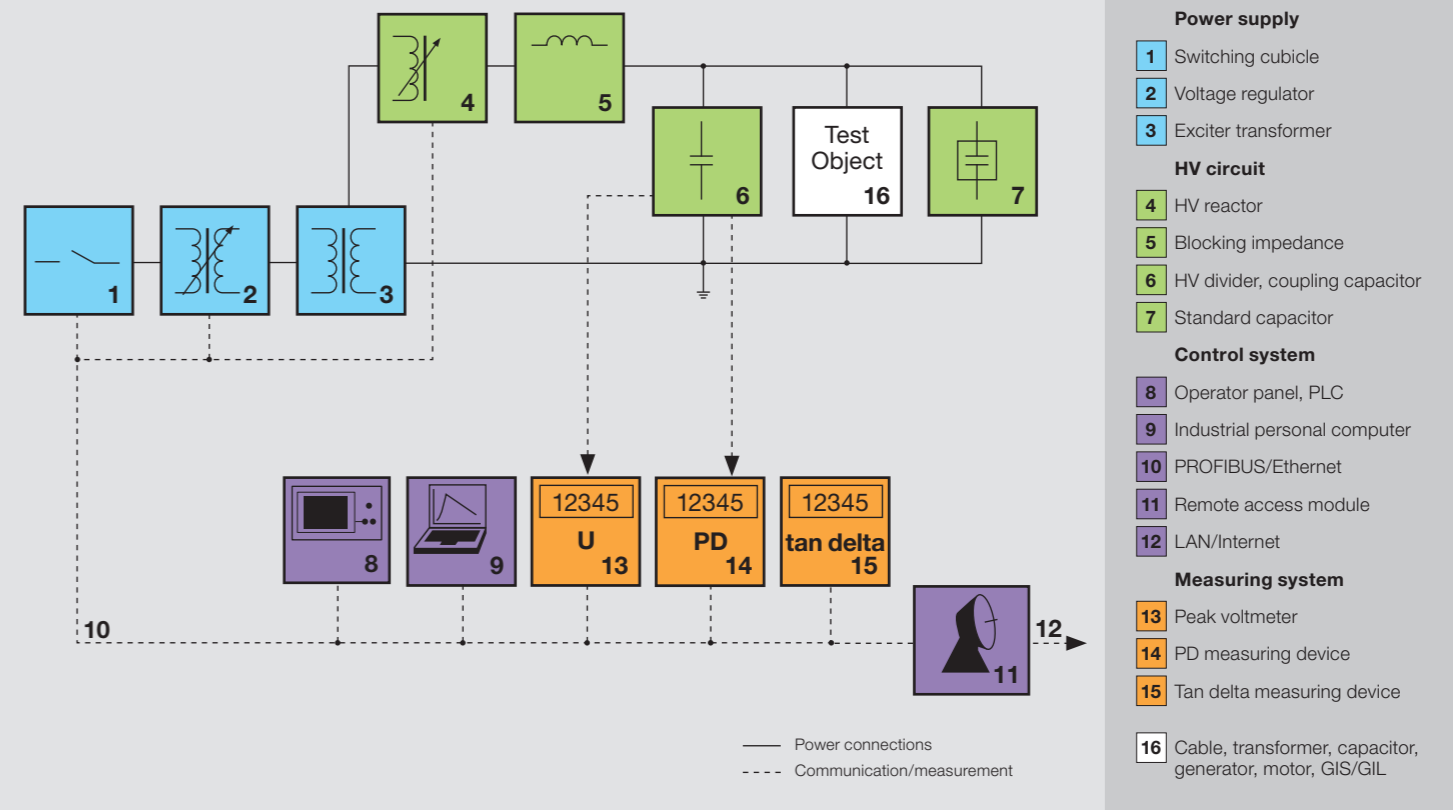 4
5
6
Test
Object
16
7
1
2
3
8
9
12345
U
13
12345
PD
14
12345
tan delta
15
10
11
12
Power connections
Communication/measurement
Power supply
1 Switching cubicle
2 Voltage regulator
3 Exciter transformer
HV circuit
4 HV reactor
5 Blocking impedance
6 HV divider, coupling capacitor
7 Standard capacitor
Control system
8 Operator panel, PLC
9 Industrial personal computer
10 PROFIBUS/Ethernet
11 Remote access module
12 LAN/Internet
Measuring system
13 Peak voltmeter
14 PD measuring device
15 Tan delta measuring device
16 Cable, transformer, capacitor,
generator, motor, GIS/GIL